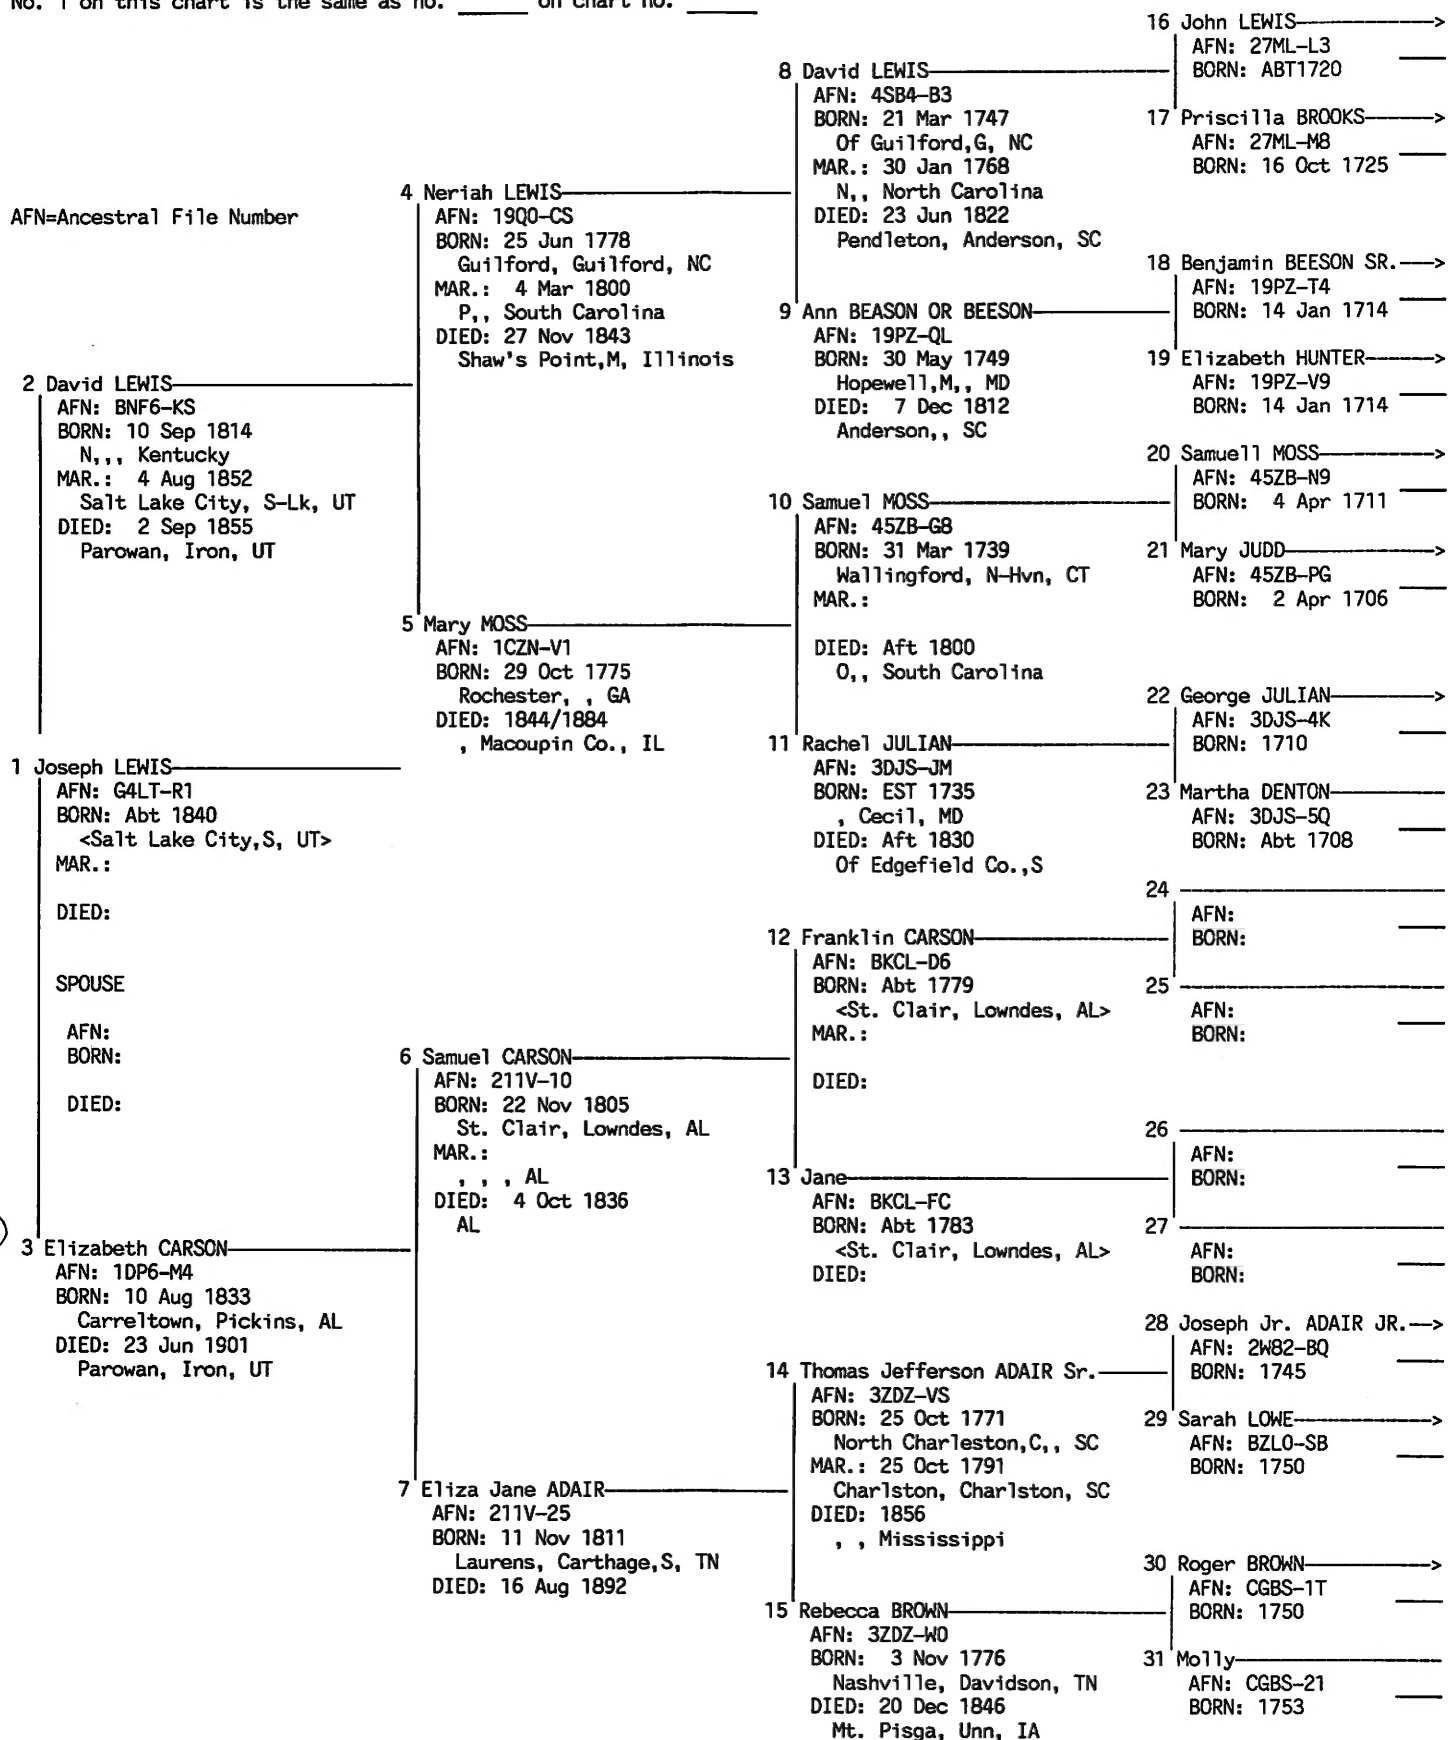 No. 1 on this chart is the same as no. _____ on chart no. _____
AFN=Ancestral File Number
1 Joseph LEWIS
AFN: G4LT-R1
BORN: Abt 1840
<Salt Lake City,S, UT>
MAR.:
DIED:
SPOUSE
AFN:
BORN:
DIED:
2 David LEWIS
AFN: BNF6-KS
BORN: 10 Sep 1814
N,,, Kentucky
MAR.: 4 Aug 1852
Salt Lake City, S-Lk, UT
DIED: 2 Sep 1855
Parowan, Iron, UT
3 Elizabeth CARSON
AFN: 1DP6-M4
BORN: 10 Aug 1833
Carreltown, Pickins, AL
DIED: 23 Jun 1901
Parowan, Iron, UT
4 Neriah LEWIS
AFN: 19Q0-CS
BORN: 25 Jun 1778
Guilford, Guilford, NC
MAR.: 4 Mar 1800
P,, South Carolina
DIED: 27 Nov 1843
Shaw's Point,M, Illinois
5 Mary MOSS
AFN: 1CZN-V1
BORN: 29 Oct 1775
Rochester, , GA
DIED: 1844/1884
, Macoupin Co., IL
6 Samuel CARSON
AFN: 211V-10
BORN: 22 Nov 1805
St. Clair, Lowndes, AL
MAR.:
, , , AL
DIED: 4 Oct 1836
AL
7 Eliza Jane ADAIR
AFN: 211V-25
BORN: 11 Nov 1811
Laurens, Carthage,S, TN
DIED: 16 Aug 1892
8 David LEWIS
AFN: 4SB4-B3
BORN: 21 Mar 1747
Of Guilford,G, NC
MAR.: 30 Jan 1768
N,, North Carolina
DIED: 23 Jun 1822
Pendleton, Anderson, SC
9 Ann BEASON OR BEESON
AFN: 19PZ-QL
BORN: 30 May 1749
Hopewell,M,, MD
DIED: 7 Dec 1812
Anderson,, SC
10 Samuel MOSS
AFN: 45ZB-G8
BORN: 31 Mar 1739
Wallingford, N-Hvn, CT
MAR.:
DIED: Aft 1800
O,, South Carolina
11 Rachel JULIAN
AFN: 3DJS-JM
BORN: EST 1735
, Cecil, MD
DIED: Aft 1830
Of Edgefield Co.,S
12 Franklin CARSON
AFN: BKCL-D6
BORN: Abt 1779
<St. Clair, Lowndes, AL>
MAR.:
DIED:
13 Jane
AFN: BKCL-FC
BORN: Abt 1783
<St. Clair, Lowndes, AL>
DIED:
14 Thomas Jefferson ADAIR Sr.
AFN: 3ZDZ-VS
BORN: 25 Oct 1771
North Charleston,C,, SC
MAR.: 25 Oct 1791
Charlston, Charlston, SC
DIED: 1856
, , Mississippi
15 Rebecca BROWN
AFN: 3ZDZ-W0
BORN: 3 Nov 1776
Nashville, Davidson, TN
DIED: 20 Dec 1846
Mt. Pisga, Unn, IA
16 John LEWIS
AFN: 27ML-L3
BORN: ABT1720
17 Priscilla BROOKS
AFN: 27ML-M8
BORN: 16 Oct 1725
18 Benjamin BEESON SR.
AFN: 19PZ-T4
BORN: 14 Jan 1714
19 Elizabeth HUNTER
AFN: 19PZ-V9
BORN: 14 Jan 1714
20 Samuell MOSS
AFN: 45ZB-N9
BORN: 4 Apr 1711
21 Mary JUDD
AFN: 45ZB-PG
BORN: 2 Apr 1706
22 George JULIAN
AFN: 3DJS-4K
BORN: 1710
23 Martha DENTON
AFN: 3DJS-5Q
BORN: Abt 1708
24
AFN:
BORN:
25
AFN:
BORN:
26
AFN:
BORN:
27
AFN:
BORN:
28 Joseph Jr. ADAIR JR.
AFN: 2W82-BQ
BORN: 1745
29 Sarah LOWE
AFN: BZL0-SB
BORN: 1750
30 Roger BROWN
AFN: CGBS-1T
BORN: 1750
31 Molly
AFN: CGBS-21
BORN: 1753